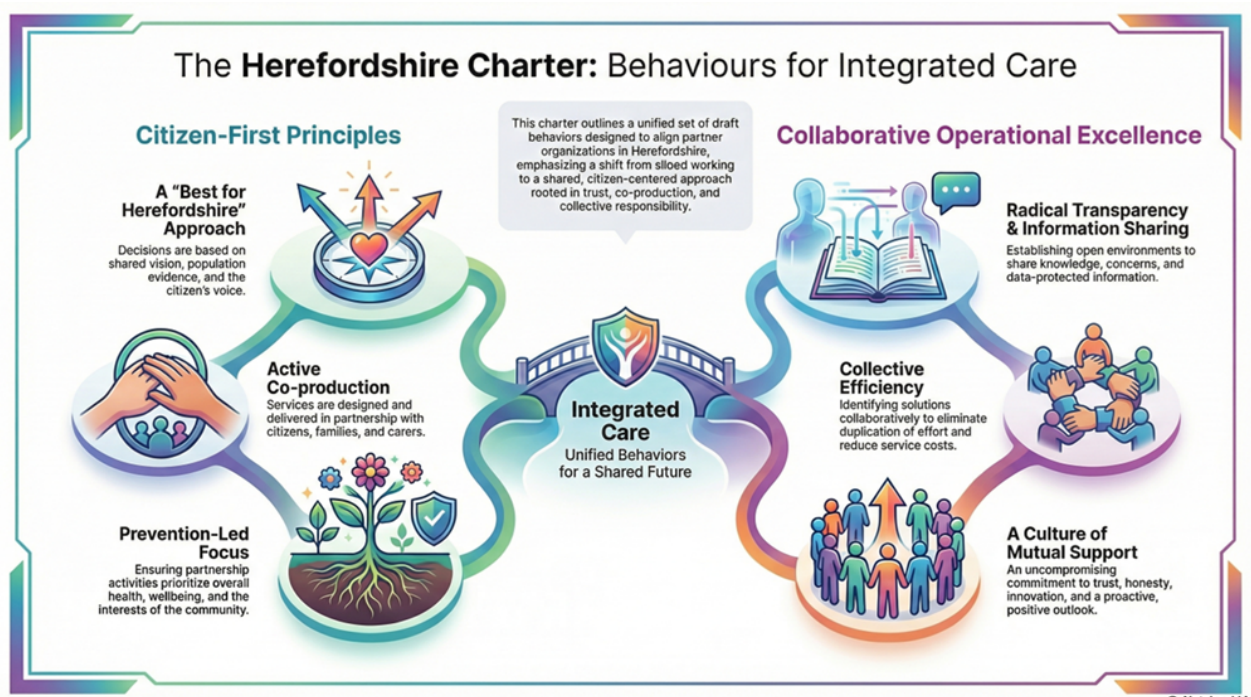 The Herefordshire Charter: Behaviours for Integrated Care
Citizen-First Principles
This charter outlines a unified set of draft
behaviors designed to align partner
organizations in Herefordshire,
emphasizing a shift from slloed working
to a shared, citizen-centered approach
rooted in trust, co-production, and
collective responsibility.
Collaborative Operational Excellence
A "Best for
Herefordshire"
Approach
Decisions are based on
shared vision, population
evidence, and the
citizen's voice.
Active
Co-production
Services are designed and
delivered in partnership with
citizens, families, and carers.
Prevention-Led
Focus
Ensuring partnership
activities prioritize overall
health, wellbeing, and the
interests of the community.
Integrated
Care
Unified Behaviors
for a Shared Future
Radical Transparency
& Information Sharing
Establishing open environments to
share knowledge, concerns, and
data-protected information.
Collective
Efficiency
Identifying solutions
collaboratively to eliminate
duplication of effort and
reduce service costs.
A Culture of
Mutual Support
An uncompromising
commitment to trust, honesty,
innovation, and a proactive,
positive outlook.